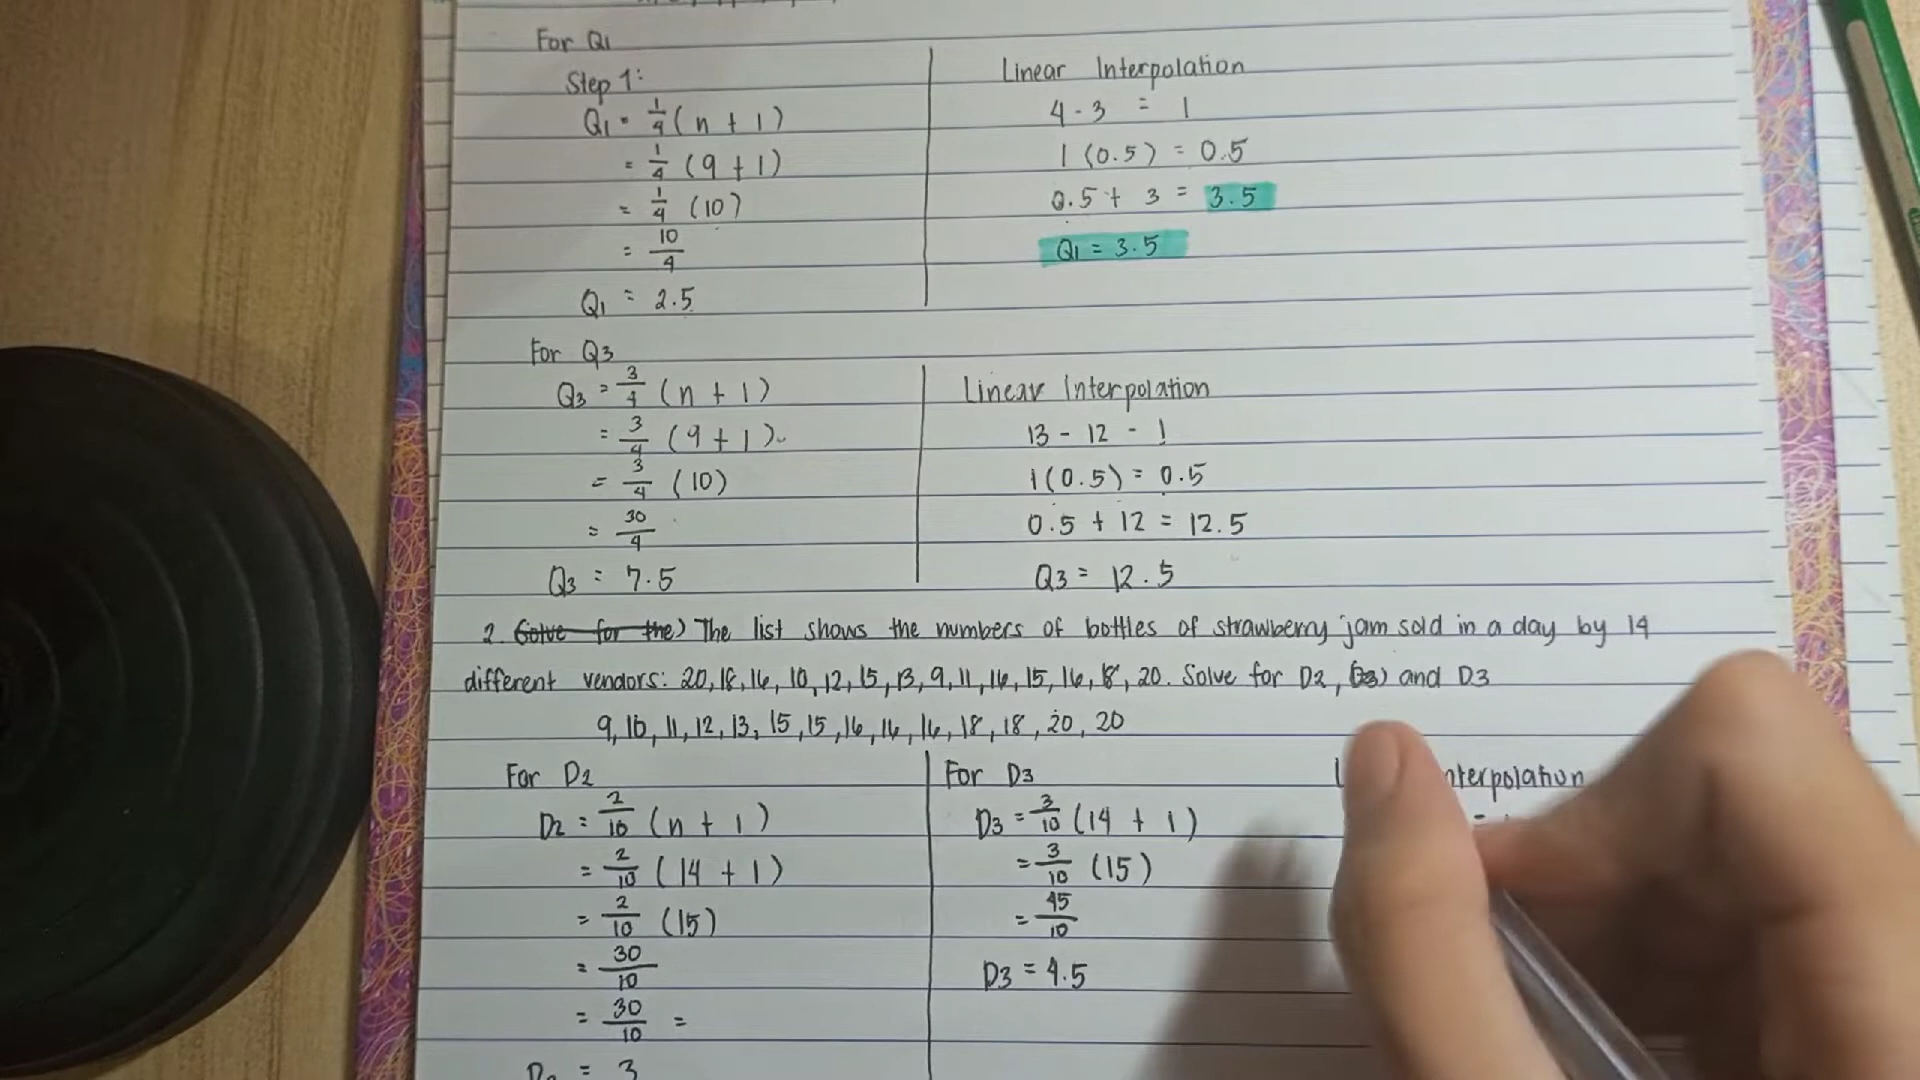 For Q1
Step 1:
Q1 = 1/4 (n + 1)
= 1/4 (9 + 1)
= 1/4 (10)
= 10/4
Q1 = 2.5
Linear Interpolation
4 - 3 = 1
1 (0.5) = 0.5
0.5 + 3 = 3.5
Q1 = 3.5
For Q3
Q3 = 3/4 (n + 1)
= 3/4 (9 + 1)
= 3/4 (10)
= 30/4
Q3 = 7.5
Linear Interpolation
13 - 12 - 1
1 (0.5) = 0.5
0.5 + 12 = 12.5
Q3 = 12.5
2. Solve for the) The list shows the numbers of bottles of strawberry jam sold in a day by 14
different vendors: 20, 18, 16, 10, 12, 15, 13, 9, 11, 16, 15, 16, 18, 20. Solve for D2, and D3
9, 10, 11, 12, 13, 15, 15, 16, 16, 16, 18, 18, 20, 20
For D2
D2 = 2/10 (n + 1)
= 2/10 (14 + 1)
= 2/10 (15)
= 30/10
= 30/10 =
= 3
For D3
D3 = 3/10 (14 + 1)
= 3/10 (15)
= 45/10
D3 = 4.5